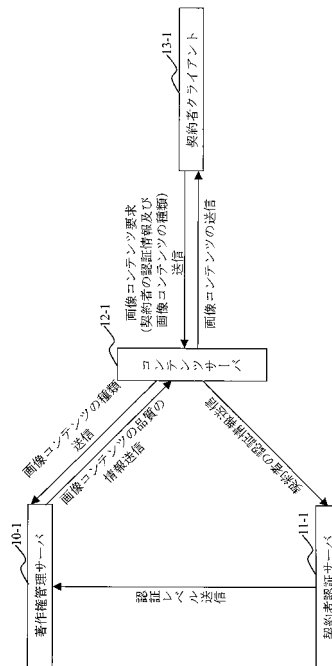 著作権管理サーバ
10-1
契約者認証サーバ
11-1
認証
レベル送信
画像コンテンツの種類
送信
画像コンテンツの品質の
情報送信
契約者の認証情報送信
コンテンツサーバ
12-1
画像コンテンツ要求
(契約者の認証情報及び
画像コンテンツの種類)
送信
画像コンテンツの送信
契約者クライアント
13-1